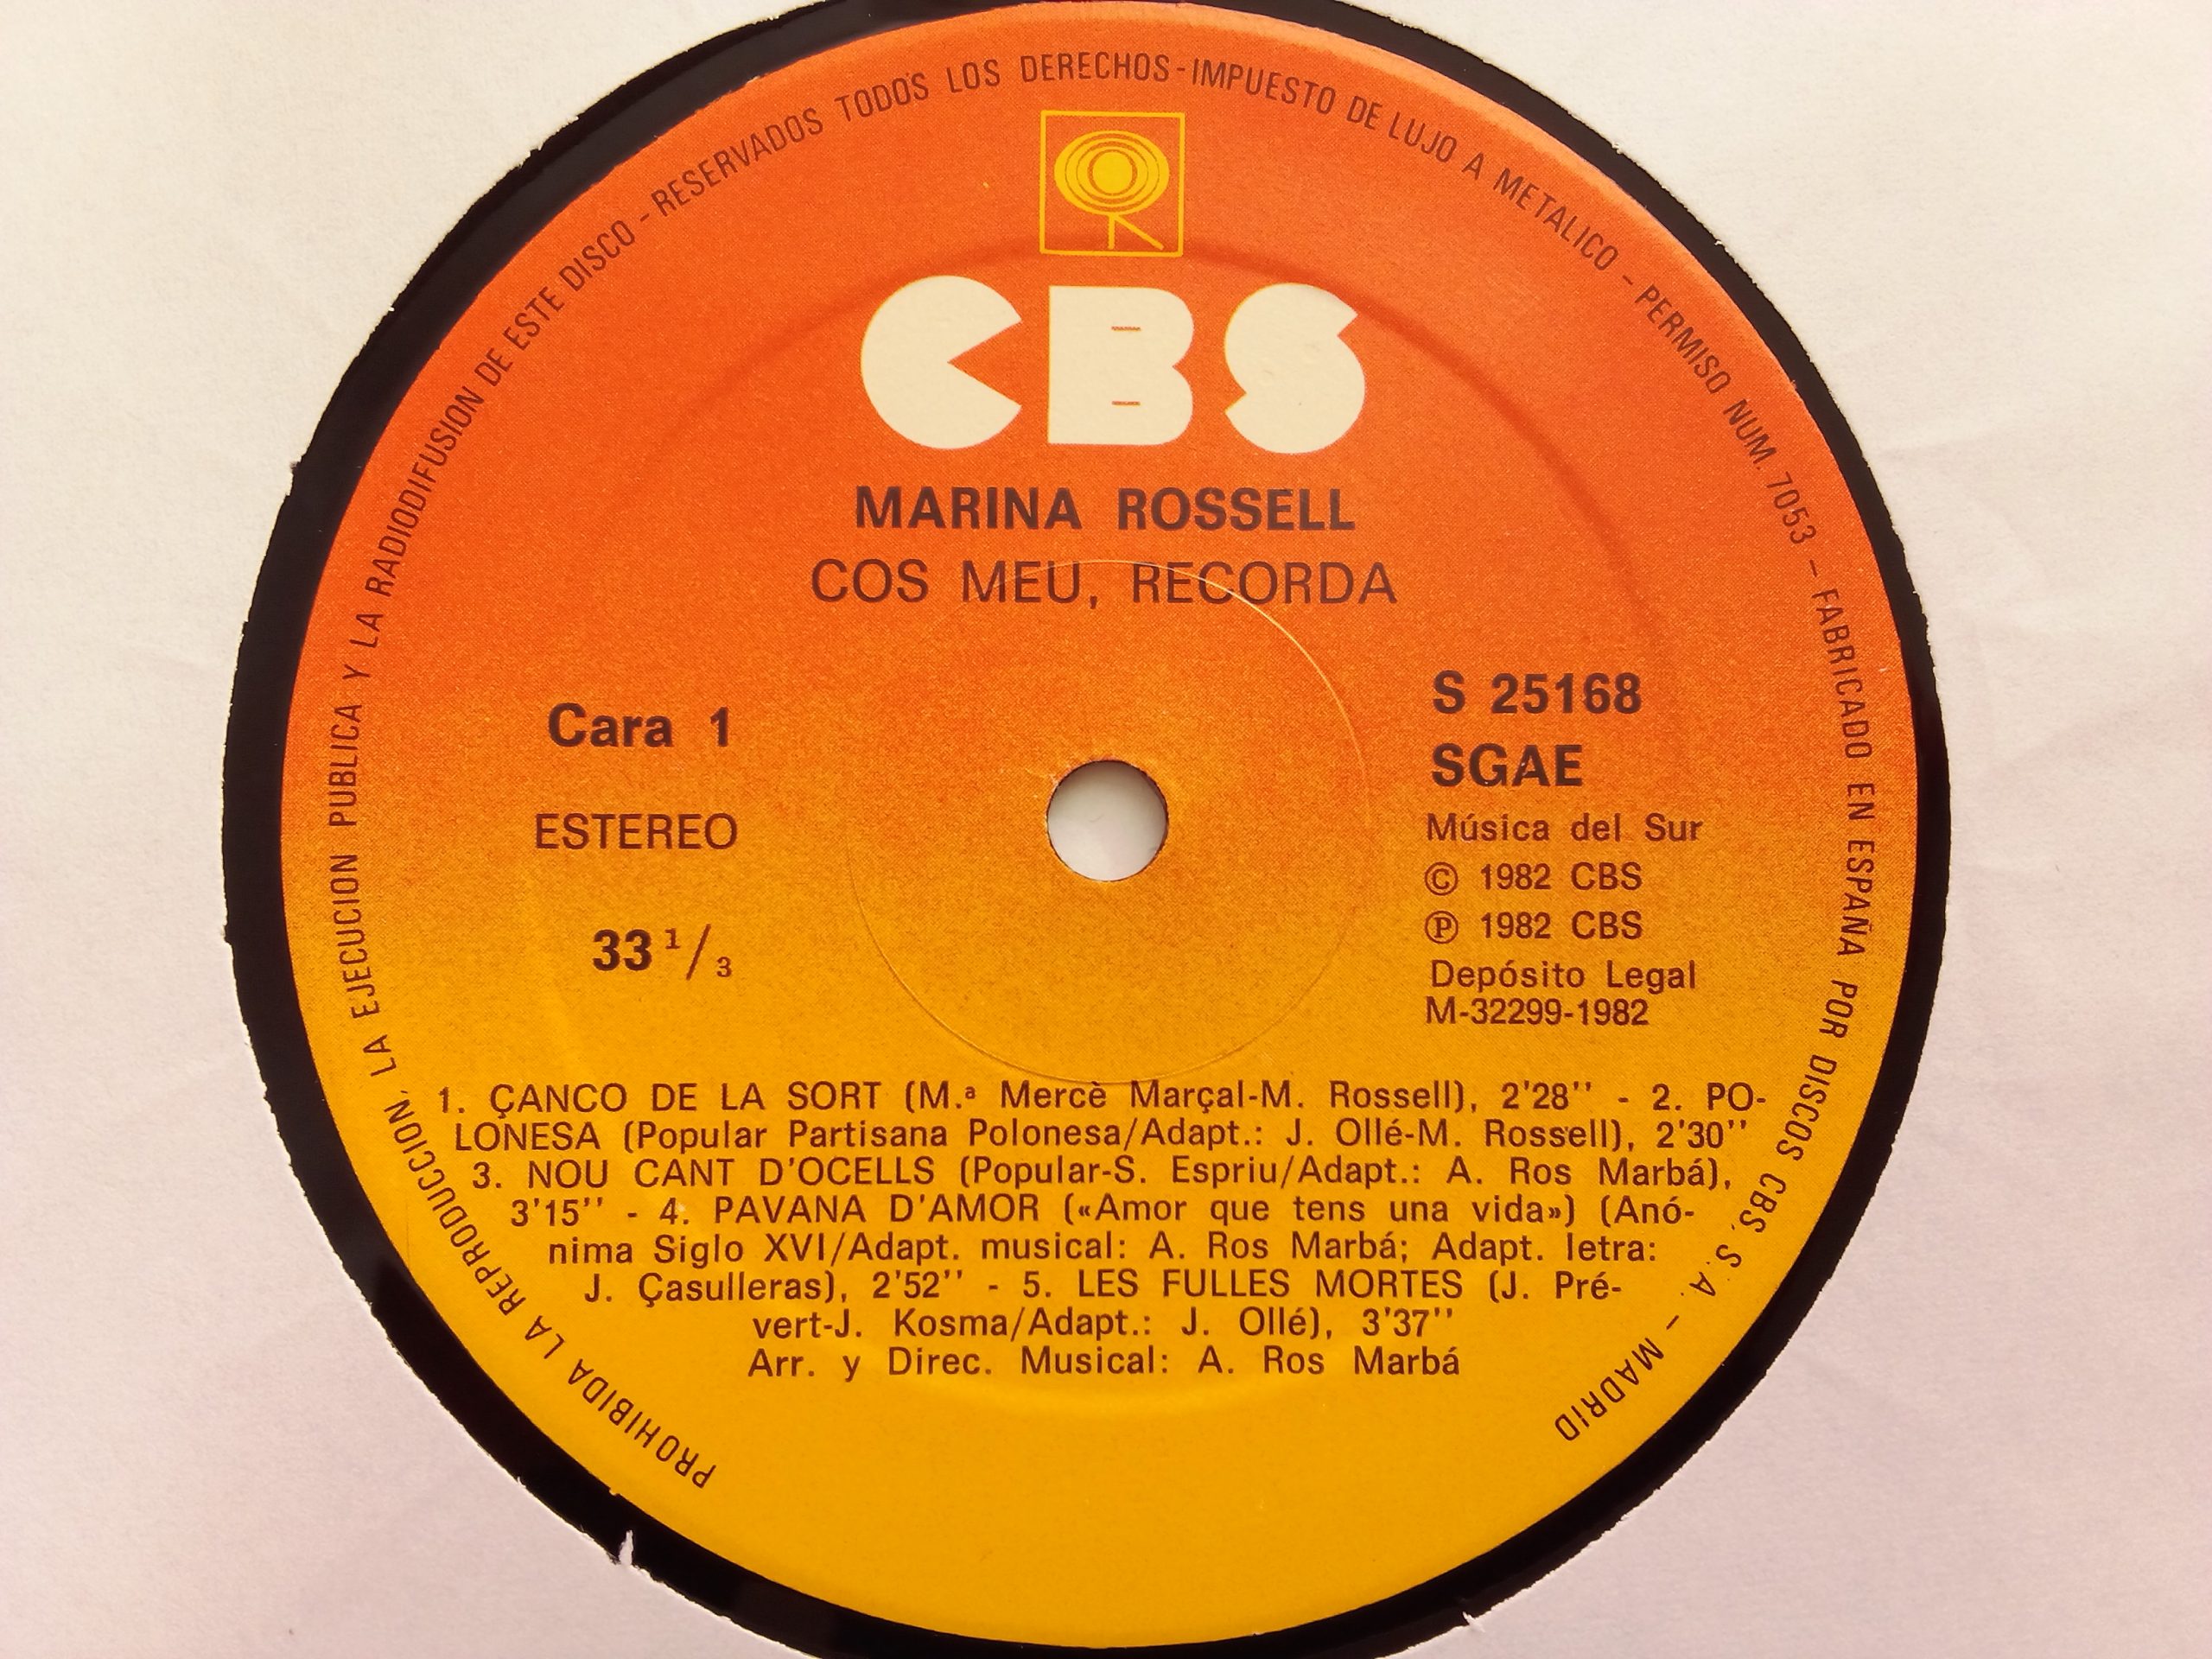 PROHIBIDA LA REPRODUCCION, LA EJECUCION PUBLICA Y LA RADIODIFUSION DE ESTE DISCO - RESERVADOS TODOS LOS DERECHOS - IMPUESTO DE LUJO A METALICO - PERMISO NUM. 7053 - FABRICADO EN ESPAÑA POR DISCOS CBS. S.A. - MADRID
CBS
MARINA ROSSELL
COS MEU, RECORDA
Cara 1
ESTEREO
33 1/3
S 25168
SGAE
Música del Sur
© 1982 CBS
℗ 1982 CBS
Depósito Legal
M-32299-1982
1. ÇANCO DE LA SORT (M.ª Mercè Marçal-M. Rossell), 2'28'' - 2. PO-
LONESA (Popular Partisana Polonesa/Adapt.: J. Ollé-M. Rossell), 2'30''
3. NOU CANT D'OCELLS (Popular-S. Espriu/Adapt.: A. Ros Marbá),
3'15'' - 4. PAVANA D'AMOR («Amor que tens una vida») (Anó-
nima Siglo XVI/Adapt. musical: A. Ros Marbá; Adapt. letra:
J. Çasulleras), 2'52'' - 5. LES FULLES MORTES (J. Pré-
vert-J. Kosma/Adapt.: J. Ollé), 3'37''
Arr. y Direc. Musical: A. Ros Marbá